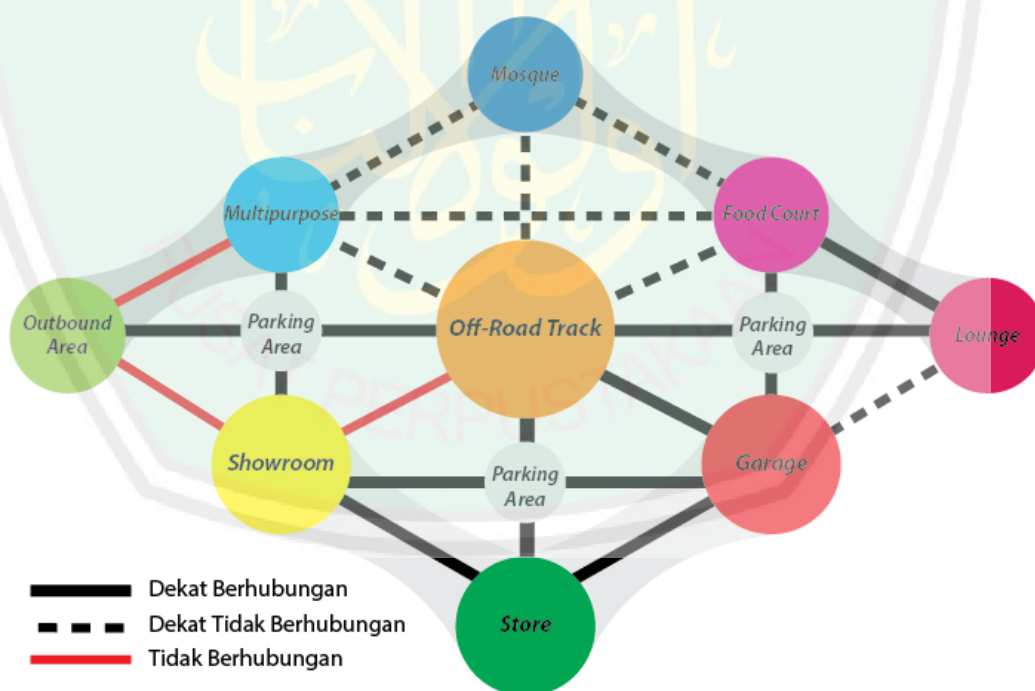 Mosque
Multipurpose
Food Court
Outbound
Area
Parking
Area
Off-Road Track
Parking
Area
Lounge
Showroom
Parking
Area
Garage
Store
Dekat Berhubungan
Dekat Tidak Berhubungan
Tidak Berhubungan
PERPUSTAKAAN